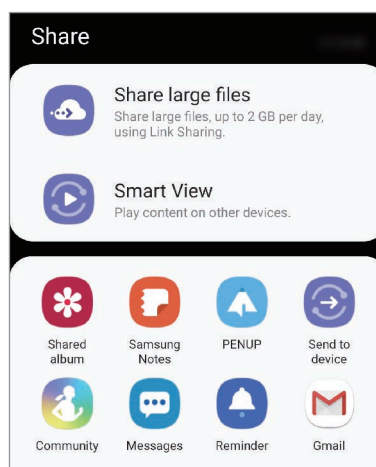 Share
Share large files
Share large files, up to 2 GB per day,
using Link Sharing.
Smart View
Play content on other devices.
Shared
album
Samsung
Notes
PENUP
Send to
device
Community
Messages
Reminder
Gmail